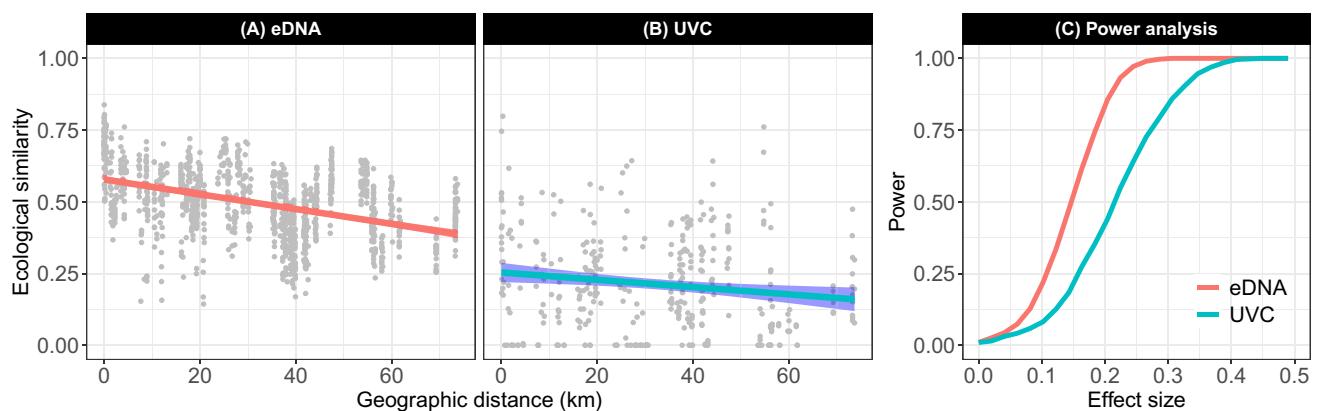 (A) eDNA
(B) UVC
(C) Power analysis
Ecological similarity
1.00
0.75
0.50
0.25
0.00
0
20
40
60
0
20
40
60
Geographic distance (km)
Power
1.00
0.75
0.50
0.25
0.00
eDNA
UVC
0.0
0.1
0.2
0.3
0.4
0.5
Effect size